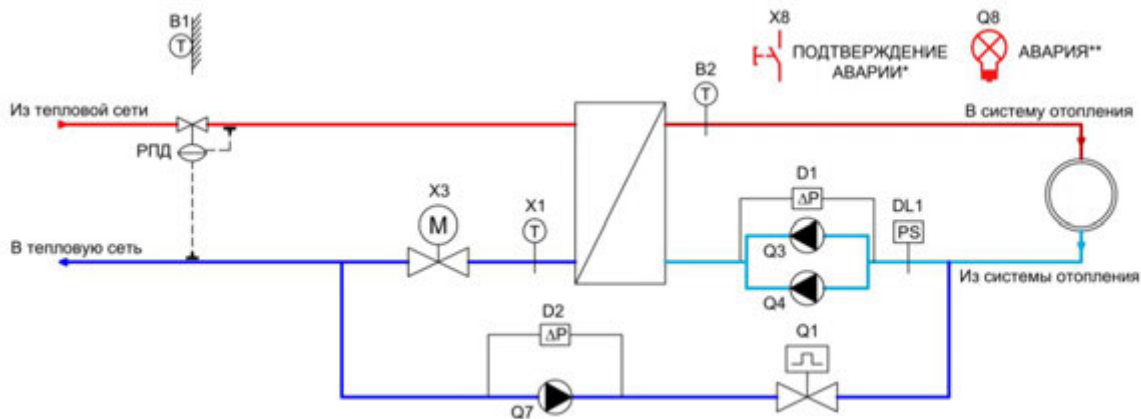 B1
T
X8
ПОДТВЕРЖДЕНИЕ
АВАРИИ*
Q8
АВАРИЯ**
B2
T
Из тепловой сети
В систему отопления
РПД
X3
M
X1
T
D1
ΔP
DL1
PS
Q3
В тепловую сеть
Из системы отопления
Q4
D2
ΔP
Q1
Q7